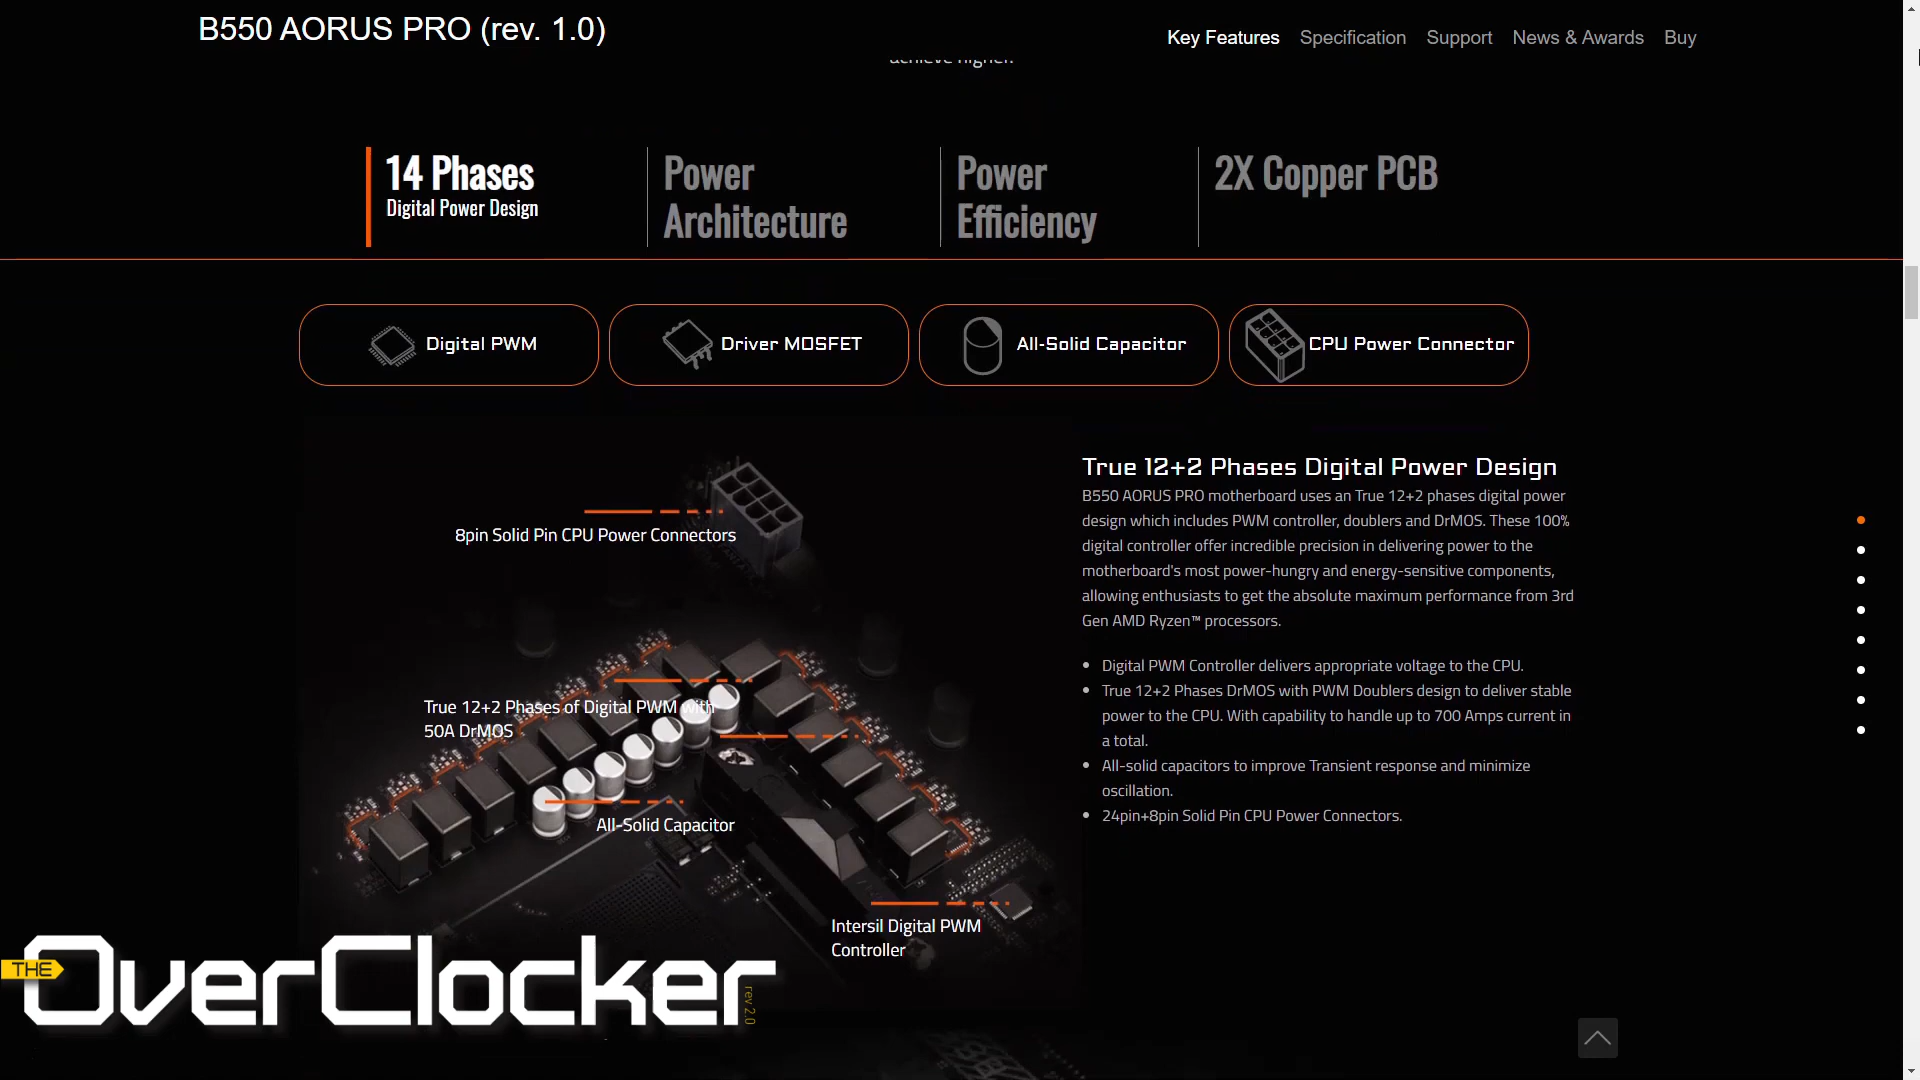 B550 AORUS PRO (rev. 1.0)
Key Features
Specification
Support
News & Awards
Buy
achieve higher.
14 Phases
Digital Power Design
Power
Architecture
Power
Efficiency
2X Copper PCB
Digital PWM
Driver MOSFET
All-Solid Capacitor
CPU Power Connector
8pin Solid Pin CPU Power Connectors
True 12+2 Phases of Digital PWM with
50A DrMOS
All-Solid Capacitor
Intersil Digital PWM
Controller
True 12+2 Phases Digital Power Design
B550 AORUS PRO motherboard uses an True 12+2 phases digital power
design which includes PWM controller, doublers and DrMOS. These 100%
digital controller offer incredible precision in delivering power to the
motherboard's most power-hungry and energy-sensitive components,
allowing enthusiasts to get the absolute maximum performance from 3rd
Gen AMD Ryzen™ processors.
Digital PWM Controller delivers appropriate voltage to the CPU.
True 12+2 Phases DrMOS with PWM Doublers design to deliver stable
power to the CPU. With capability to handle up to 700 Amps current in
a total.
All-solid capacitors to improve Transient response and minimize
oscillation.
24pin+8pin Solid Pin CPU Power Connectors.
THE
OverClocker
rev 2.0